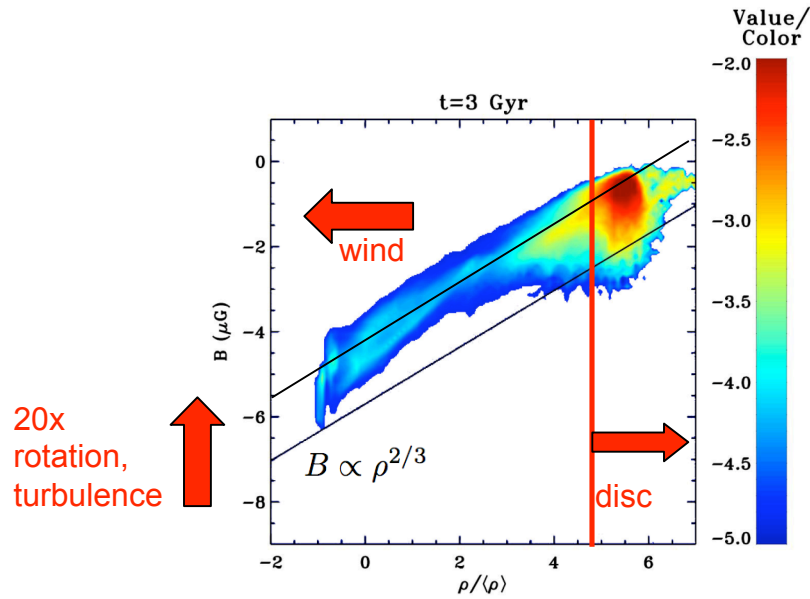 Value/
Color
t=3 Gyr
-2.0
-2.5
-3.0
-3.5
-4.0
-4.5
-5.0
0
-2
-4
-6
-8
B (μG)
wind
20x
rotation,
turbulence
B ∝ ρ^{2/3}
disc
-2
0
2
4
6
ρ/⟨ρ⟩